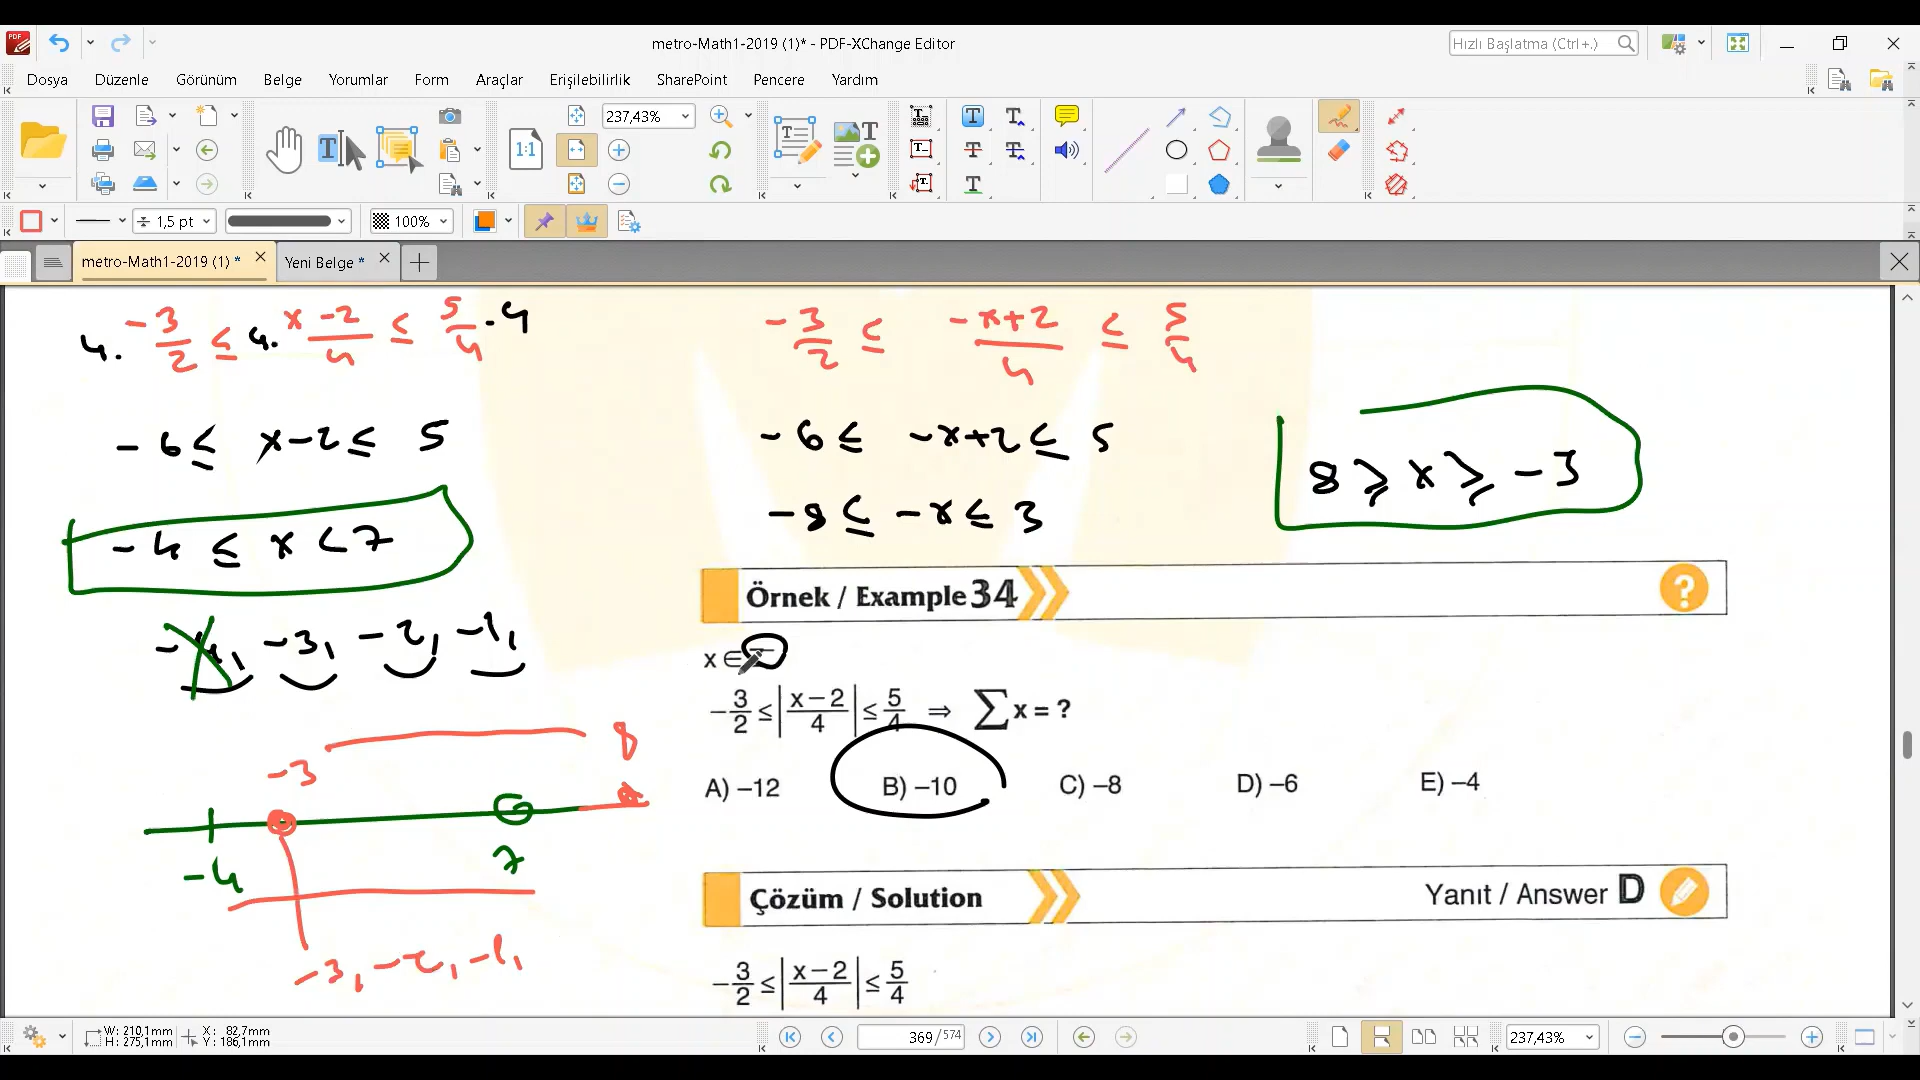 metro-Math1-2019 (1)* - PDF-XChange Editor
Hızlı Başlatma (Ctrl+.)
Dosya Düzenle Görünüm Belge Yorumlar Form Araçlar Erişilebilirlik SharePoint Pencere Yardım
237,43%
1:1
1,5 pt
100%
metro-Math1-2019 (1) *
Yeni Belge *
4. -3/2 ≤ 4. x-2/4 ≤ 5/4 · 4
-6 ≤ x-2 ≤ 5
-4 ≤ x < 7
-4, -3, -2, -1,
-3 8
-4 7
-3, -2, -1,
-3/2 ≤ -x+2/4 ≤ 5/4
-6 ≤ -x+2 ≤ 5
-8 ≤ -x ≤ 3
8 ≥ x ≥ -3
Örnek / Example 34
?
x ∈
-3/2 ≤ |x-2/4| ≤ 5/4 ⇒ ∑x = ?
A) –12 B) –10 C) –8 D) –6 E) –4
Çözüm / Solution
Yanıt / Answer D
-3/2 ≤ |x-2/4| ≤ 5/4
W: 210,1mm
H: 275,1mm
X: 82,7mm
Y: 186,1mm
369 / 574
237,43%